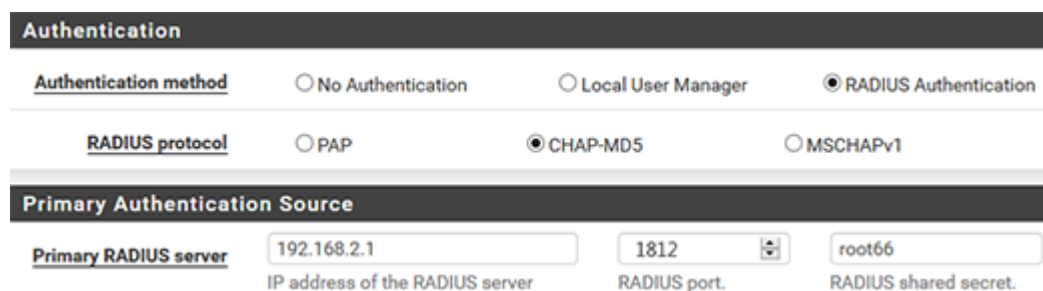 Authentication
Authentication method No Authentication Local User Manager RADIUS Authentication
RADIUS protocol PAP CHAP-MD5 MSCHAPv1
Primary Authentication Source
Primary RADIUS server 192.168.2.1 1812 root66
IP address of the RADIUS server RADIUS port. RADIUS shared secret.